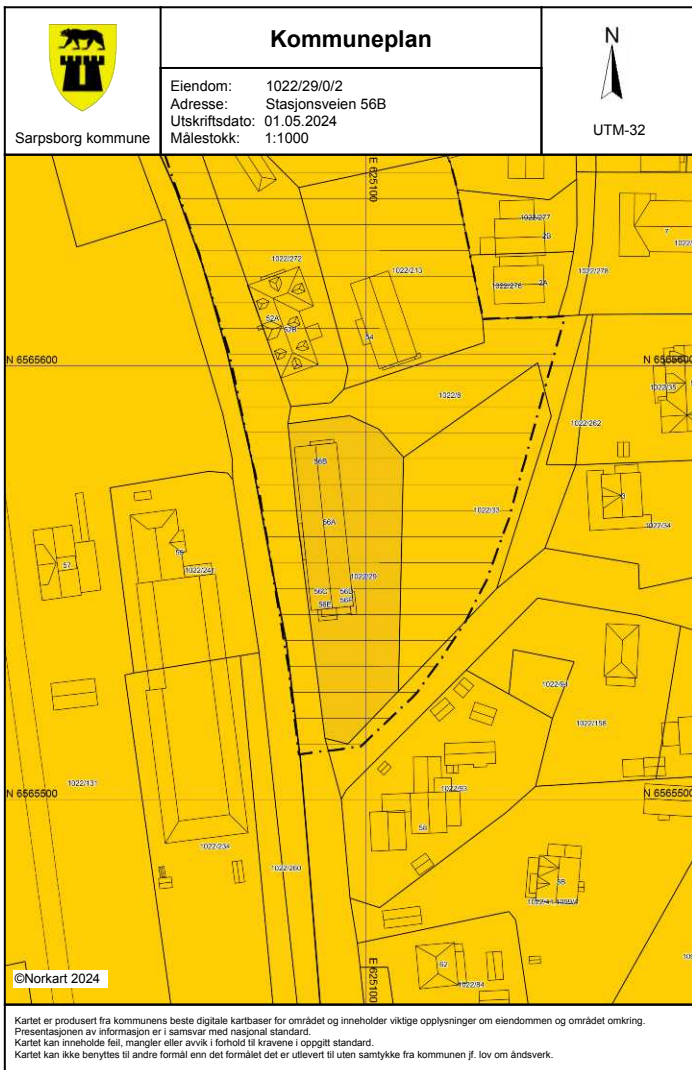 Kommuneplan
Sarpsborg kommune
Eiendom: 1022/29/0/2
Adresse: Stasjonsveien 56B
Utskriftsdato: 01.05.2024
Målestokk: 1:1000
N
UTM-32
E 625100
1022/277
2B
7
1022/272
1022/213
1022/276
2A
1022/278
52A
52B
54
N 6565600
N 6565600
1022/35
1022/8
1022/262
56B
3
56A
1022/33
1022/34
57
1022/29
56C
56E
1022/94
1022/158
1022/131
1022/93
N 6565500
N 6565500
58
1022/234
1022/260
62
1022/84
E 625100
©Norkart 2024
Kartet er produsert fra kommunens beste digitale kartbaser for området og inneholder viktige opplysninger om eiendommen og området omkring.
Presentasjonen av informasjon er i samsvar med nasjonal standard.
Kartet kan inneholde feil, mangler eller avvik i forhold til kravene i oppgitt standard.
Kartet kan ikke benyttes til andre formål enn det formålet det er utlevert til uten samtykke fra kommunen jf. lov om åndsverk.